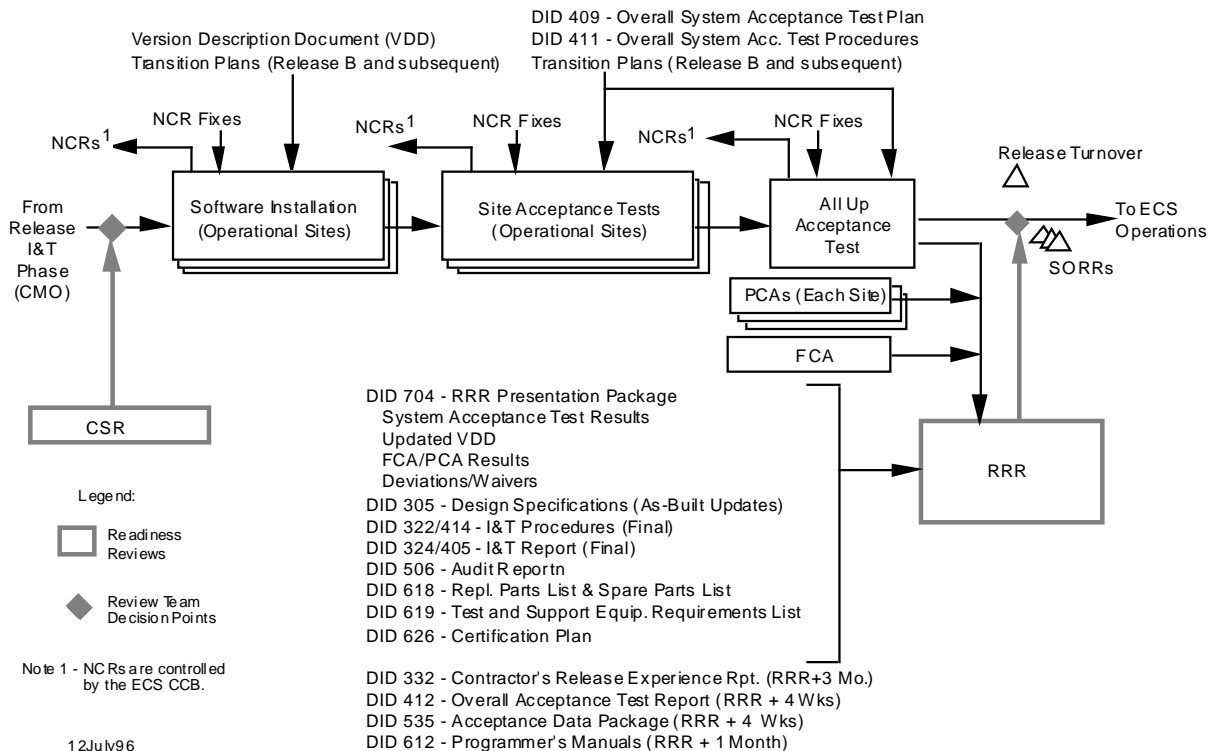 DID 409 - Overall System Acceptance Test Plan
DID 411 - Overall System Acc. Test Procedures
Transition Plans (Release B and subsequent)
Version Description Document (VDD)
Transition Plans (Release B and subsequent)
NCRs1
NCR Fixes
NCRs1
NCR Fixes
NCRs1
NCR Fixes
Release Turnover
From
Release
I&T
Phase
(CMO)
Software Installation
(Operational Sites)
Site Acceptance Tests
(Operational Sites)
All Up
Acceptance
Test
To ECS
Operations
SORRs
PCAs (Each Site)
FCA
CSR
DID 704 - RRR Presentation Package
System Acceptance Test Results
Updated VDD
FCA/PCA Results
Deviations/Waivers
DID 305 - Design Specifications (As-Built Updates)
DID 322/414 - I&T Procedures (Final)
DID 324/405 - I&T Report (Final)
DID 506 - Audit Reportn
DID 618 - Repl. Parts List & Spare Parts List
DID 619 - Test and Support Equip. Requirements List
DID 626 - Certification Plan
RRR
DID 332 - Contractor's Release Experience Rpt. (RRR+3 Mo.)
DID 412 - Overall Acceptance Test Report (RRR + 4 Wks)
DID 535 - Acceptance Data Package (RRR + 4 Wks)
DID 612 - Programmer's Manuals (RRR + 1 Month)
Legend:
Readiness
Reviews
Review Team
Decision Points
Note 1 - NCRs are controlled
by the ECS CCB.
12July96